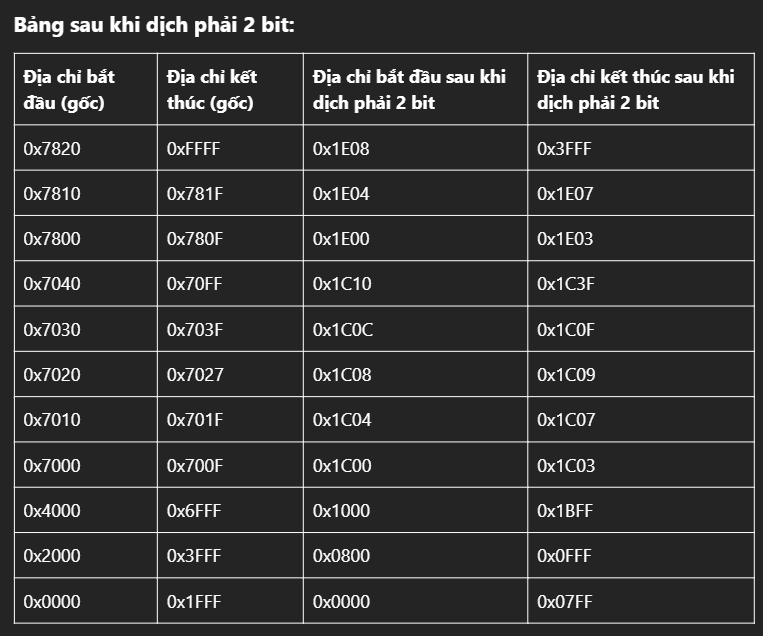 Bảng sau khi dịch phải 2 bit:
Địa chỉ bắt đầu (gốc) Địa chỉ kết thúc (gốc) Địa chỉ bắt đầu sau khi dịch phải 2 bit Địa chỉ kết thúc sau khi dịch phải 2 bit
0x7820 0xFFFF 0x1E08 0x3FFF
0x7810 0x781F 0x1E04 0x1E07
0x7800 0x780F 0x1E00 0x1E03
0x7040 0x70FF 0x1C10 0x1C3F
0x7030 0x703F 0x1C0C 0x1C0F
0x7020 0x7027 0x1C08 0x1C09
0x7010 0x701F 0x1C04 0x1C07
0x7000 0x700F 0x1C00 0x1C03
0x4000 0x6FFF 0x1000 0x1BFF
0x2000 0x3FFF 0x0800 0x0FFF
0x0000 0x1FFF 0x0000 0x07FF